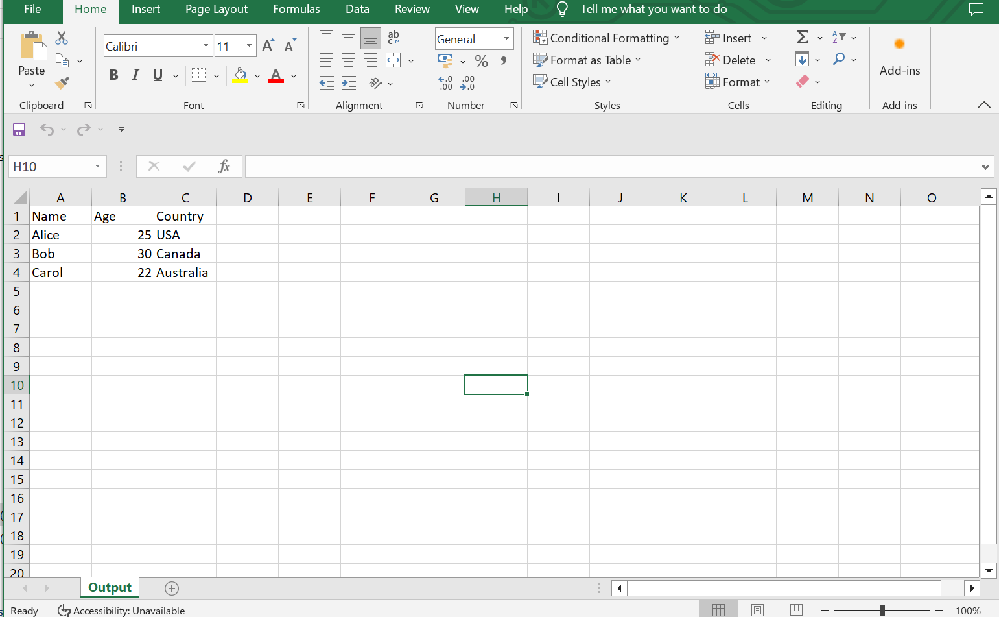 File Home Insert Page Layout Formulas Data Review View Help Tell me what you want to do
Calibri 11 General Conditional Formatting Insert
Paste Format as Table Delete Add-ins
Cell Styles Format
Clipboard Font Alignment Number Styles Cells Editing Add-ins
H10 fx
A B C D E F G H I J K L M N O
1 Name Age Country
2 Alice 25 USA
3 Bob 30 Canada
4 Carol 22 Australia
5
6
7
8
9
10
11
12
13
14
15
16
17
18
19
20
Output
Ready Accessibility: Unavailable 100%